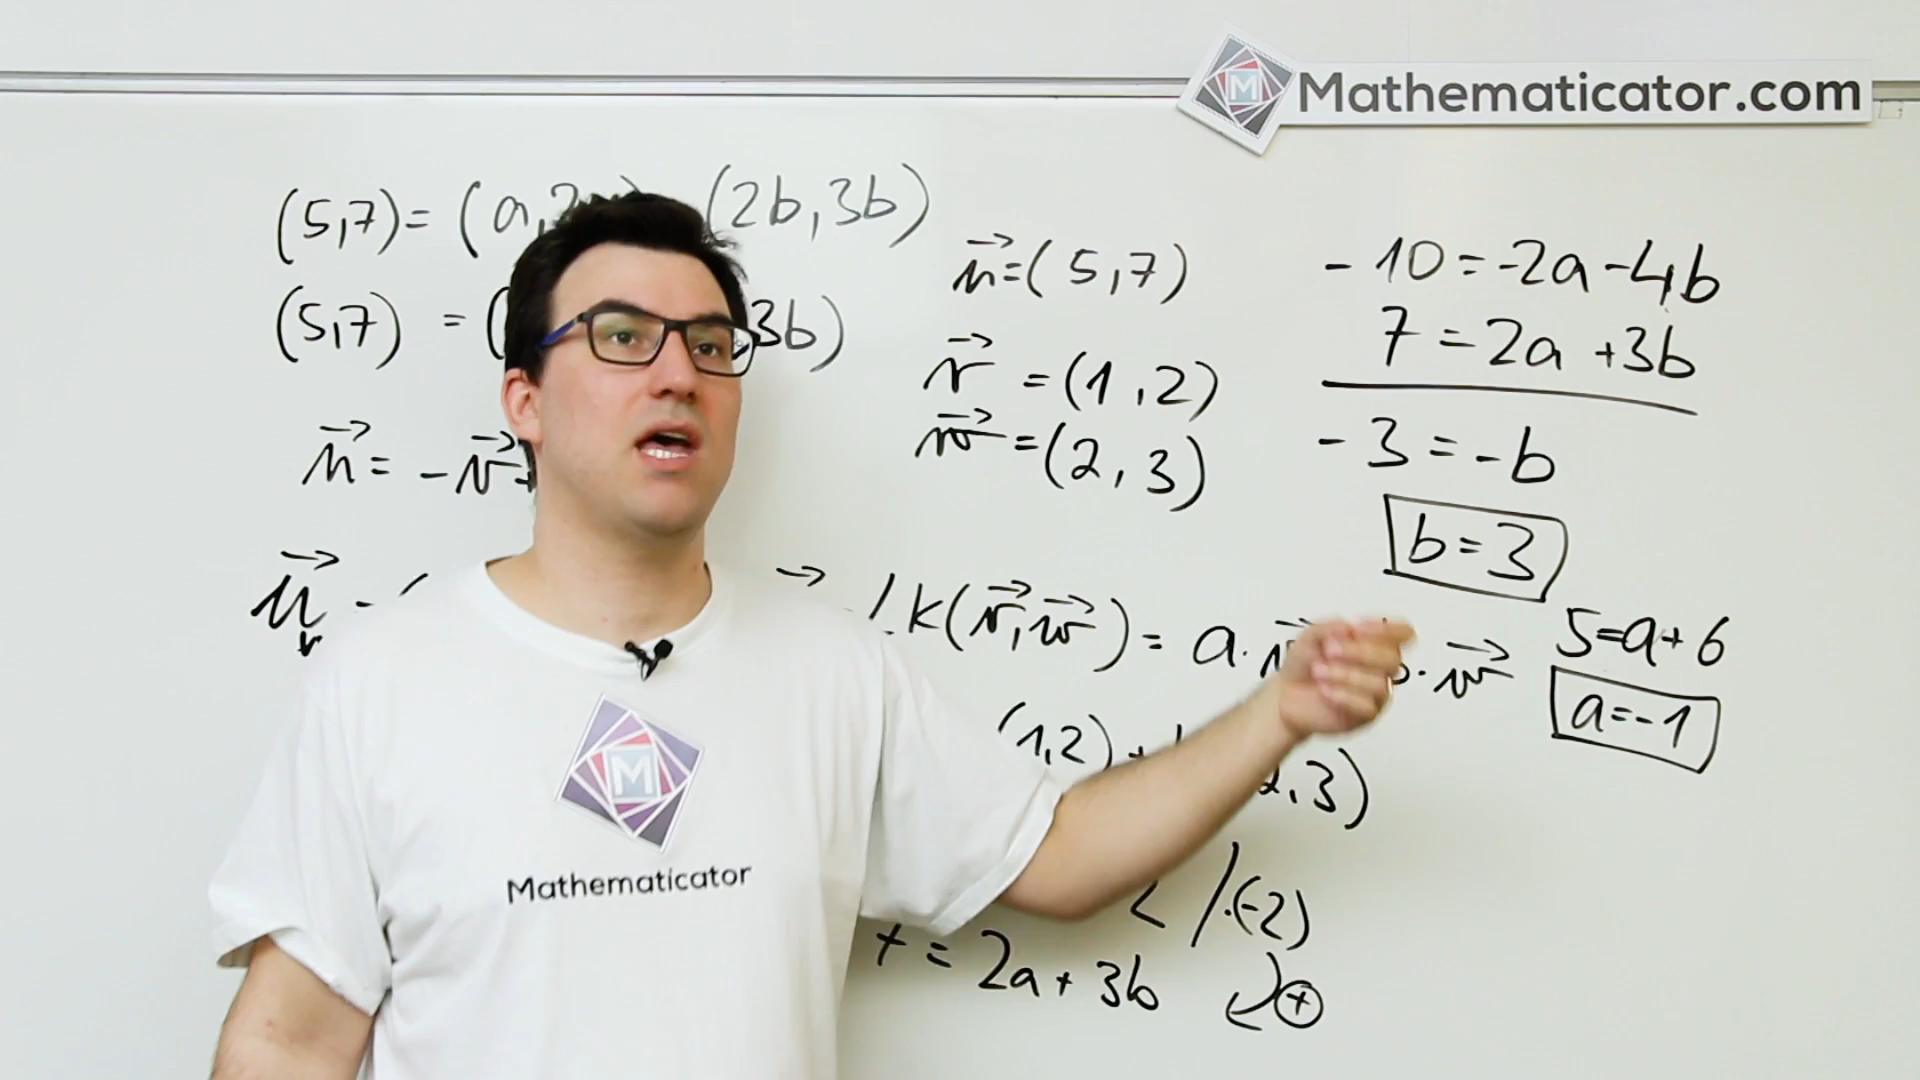 Mathematicator.com
(5,7) = (a,2 (2b,3b)
(5,7) = ( 3b)
u⃗ = -v⃗ +
u⃗ = (5,7)
v⃗ = (1,2)
w⃗ = (2,3)
-10 = -2a - 4b
7 = 2a + 3b
-3 = -b
b = 3
5 = a + 6
a = -1
u⃗
LK(v⃗, w⃗) = a · v⃗ · w⃗
(1,2) + 2,3)
/·(-2)
7 = 2a + 3b
+
M
Mathematicator